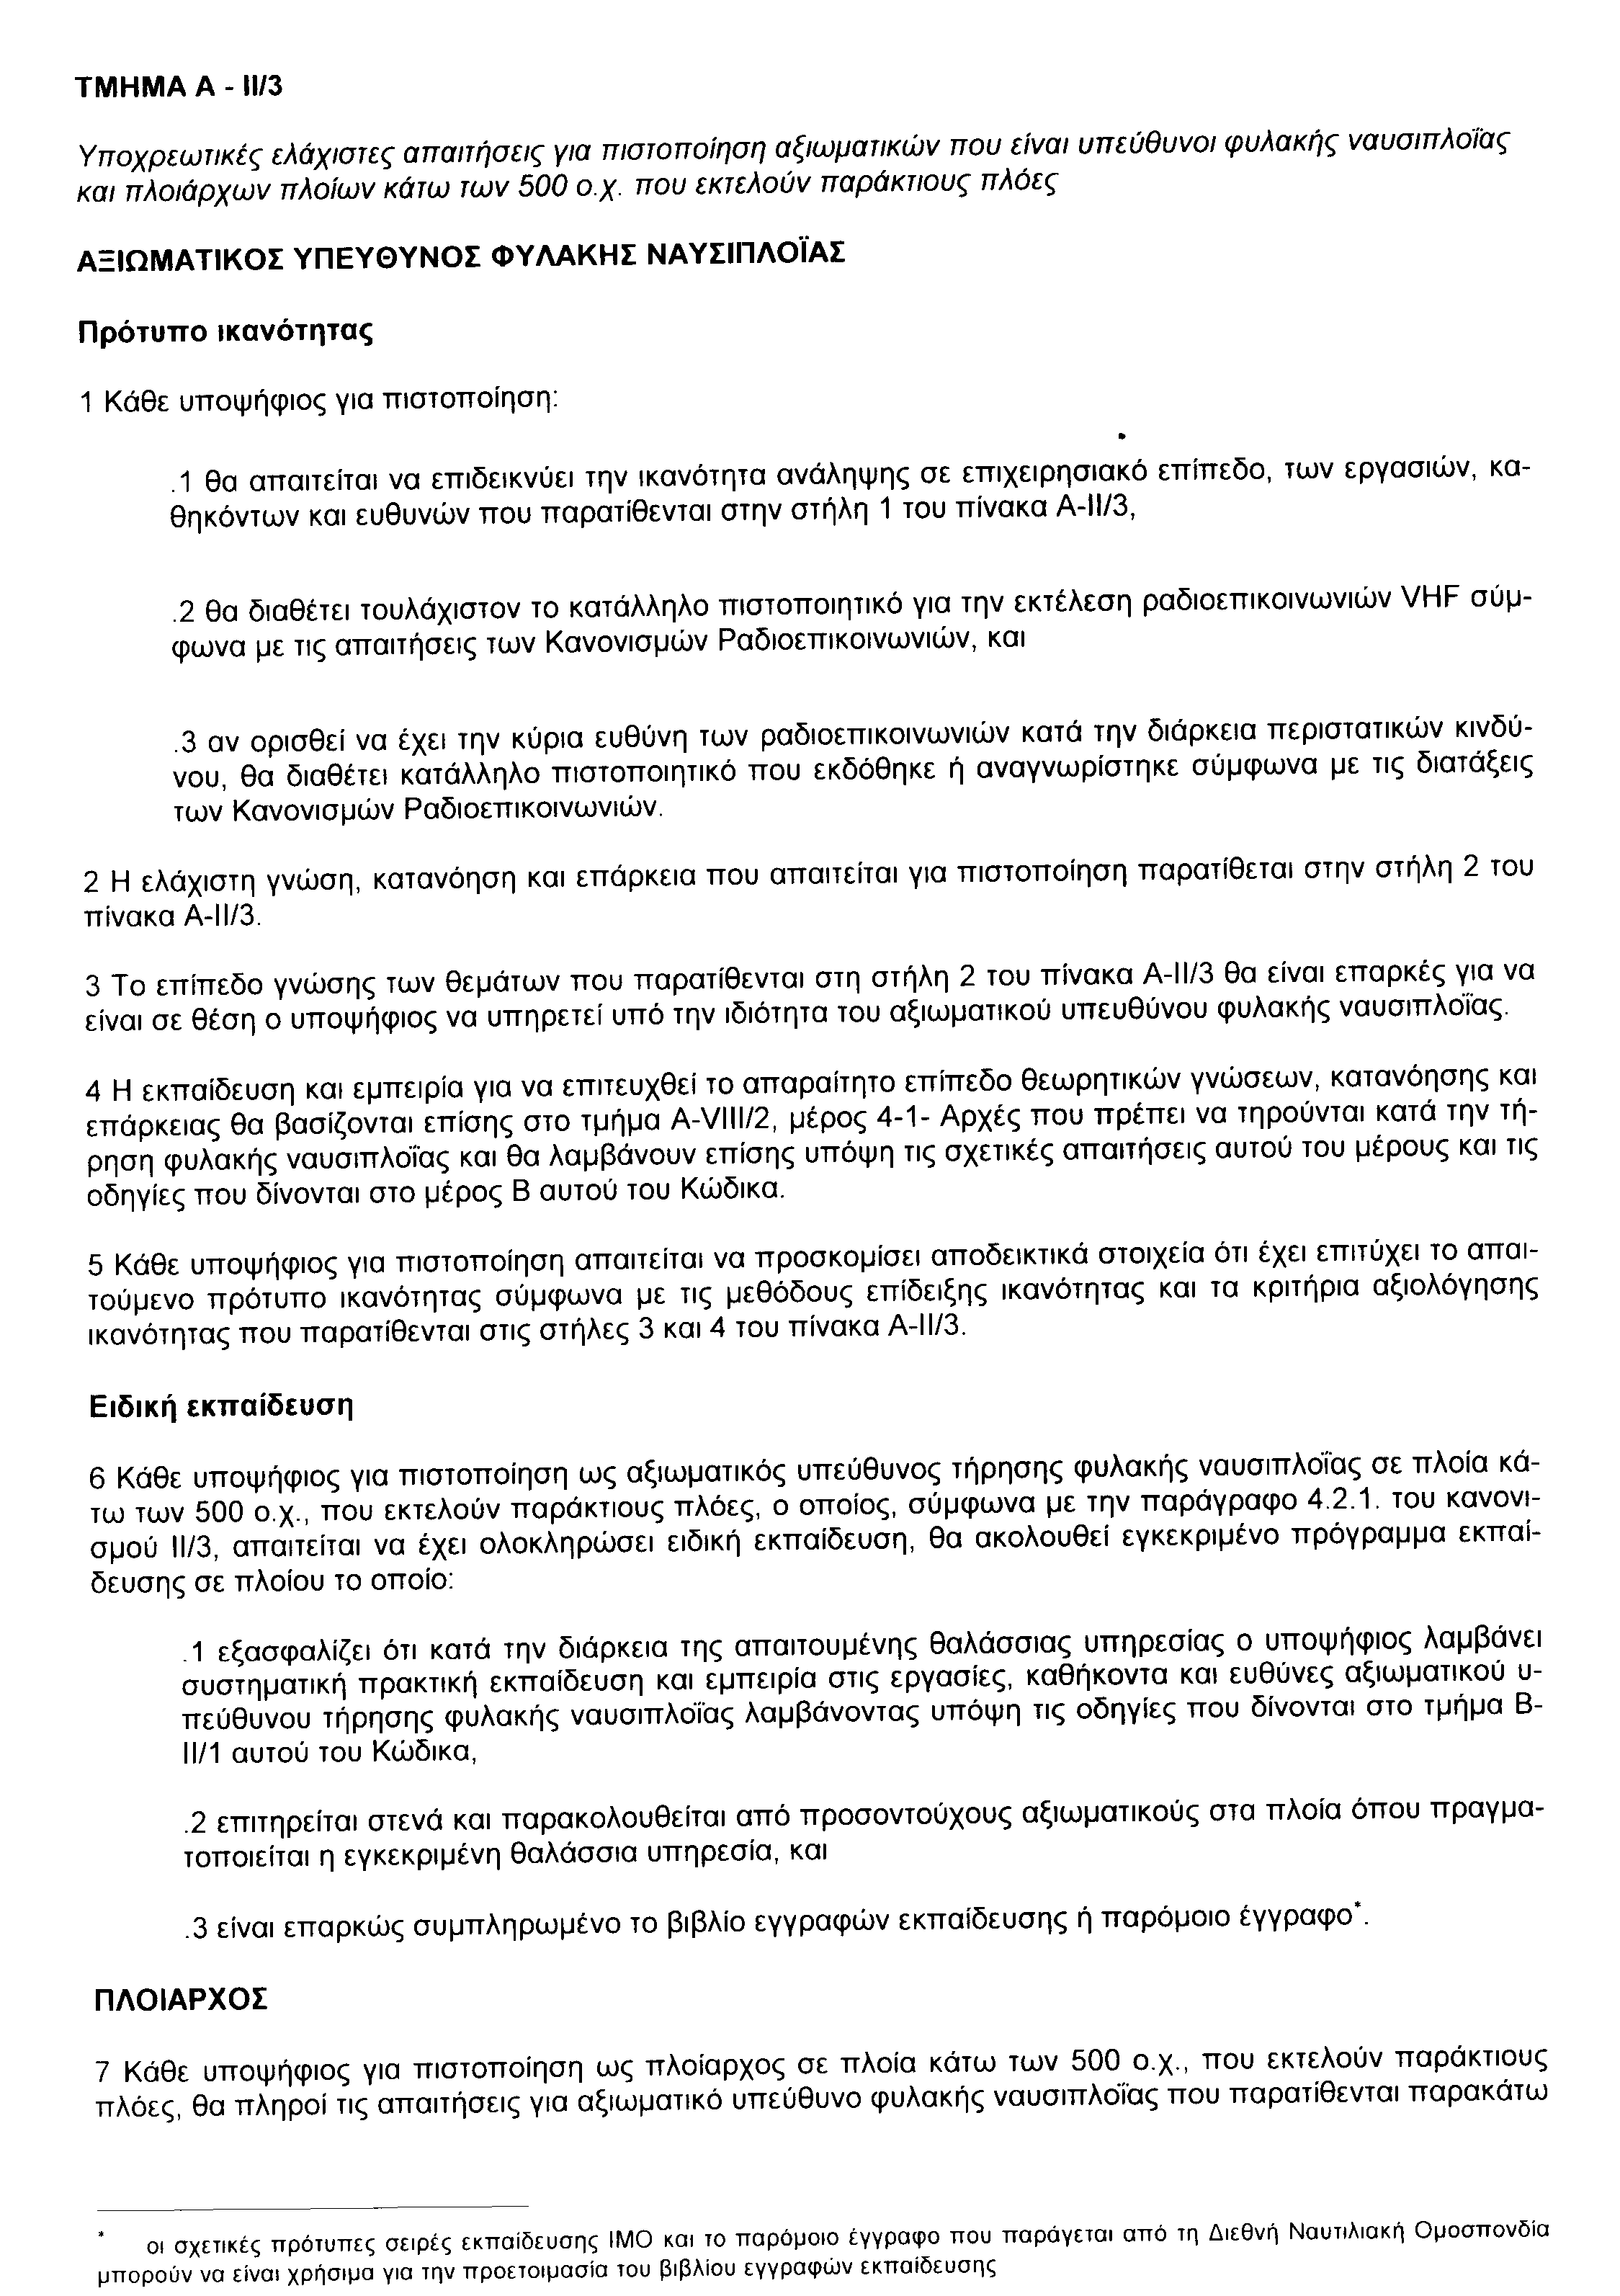 ΤΜΗΜΑ Α - ΙΙ/3
Υποχρεωτικές ελάχιστες απαιτήσεις για πιστοποίηση αξιωματικών που είναι υπεύθυνοι φυλακής ναυσιπλοΐας
και πλοιάρχων πλοίων κάτω των 500 ο.χ. που εκτελούν παράκτιους πλόες
ΑΞΙΩΜΑΤΙΚΟΣ ΥΠΕΥΘΥΝΟΣ ΦΥΛΑΚΗΣ ΝΑΥΣΙΠΛΟΪΑΣ
Πρότυπο ικανότητας
1 Κάθε υποψήφιος για πιστοποίηση:
.1 θα απαιτείται να επιδεικνύει την ικανότητα ανάληψης σε επιχειρησιακό επίπεδο, των εργασιών, κα-
θηκόντων και ευθυνών που παρατίθενται στην στήλη 1 του πίνακα Α-ΙΙ/3,
.2 θα διαθέτει τουλάχιστον το κατάλληλο πιστοποιητικό για την εκτέλεση ραδιοεπικοινωνιών VHF σύμ-
φωνα με τις απαιτήσεις των Κανονισμών Ραδιοεπικοινωνιών, και
.3 αν ορισθεί να έχει την κύρια ευθύνη των ραδιοεπικοινωνιών κατά την διάρκεια περιστατικών κινδύ-
νου, θα διαθέτει κατάλληλο πιστοποιητικό που εκδόθηκε ή αναγνωρίστηκε σύμφωνα με τις διατάξεις
των Κανονισμών Ραδιοεπικοινωνιών.
2 Η ελάχιστη γνώση, κατανόηση και επάρκεια που απαιτείται για πιστοποίηση παρατίθεται στην στήλη 2 του
πίνακα Α-ΙΙ/3.
3 Το επίπεδο γνώσης των θεμάτων που παρατίθενται στη στήλη 2 του πίνακα Α-ΙΙ/3 θα είναι επαρκές για να
είναι σε θέση ο υποψήφιος να υπηρετεί υπό την ιδιότητα του αξιωματικού υπευθύνου φυλακής ναυσιπλοΐας.
4 Η εκπαίδευση και εμπειρία για να επιτευχθεί το απαραίτητο επίπεδο θεωρητικών γνώσεων, κατανόησης και
επάρκειας θα βασίζονται επίσης στο τμήμα Α-VIII/2, μέρος 4-1- Αρχές που πρέπει να τηρούνται κατά την τή-
ρηση φυλακής ναυσιπλοΐας και θα λαμβάνουν επίσης υπόψη τις σχετικές απαιτήσεις αυτού του μέρους και τις
οδηγίες που δίνονται στο μέρος Β αυτού του Κώδικα.
5 Κάθε υποψήφιος για πιστοποίηση απαιτείται να προσκομίσει αποδεικτικά στοιχεία ότι έχει επιτύχει το απαι-
τούμενο πρότυπο ικανότητας σύμφωνα με τις μεθόδους επίδειξης ικανότητας και τα κριτήρια αξιολόγησης
ικανότητας που παρατίθενται στις στήλες 3 και 4 του πίνακα Α-ΙΙ/3.
Ειδική εκπαίδευση
6 Κάθε υποψήφιος για πιστοποίηση ως αξιωματικός υπεύθυνος τήρησης φυλακής ναυσιπλοΐας σε πλοία κά-
τω των 500 ο.χ., που εκτελούν παράκτιους πλόες, ο οποίος, σύμφωνα με την παράγραφο 4.2.1. του κανονι-
σμού ΙΙ/3, απαιτείται να έχει ολοκληρώσει ειδική εκπαίδευση, θα ακολουθεί εγκεκριμένο πρόγραμμα εκπαί-
δευσης σε πλοίου το οποίο:
.1 εξασφαλίζει ότι κατά την διάρκεια της απαιτουμένης θαλάσσιας υπηρεσίας ο υποψήφιος λαμβάνει
συστηματική πρακτική εκπαίδευση και εμπειρία στις εργασίες, καθήκοντα και ευθύνες αξιωματικού υ-
πεύθυνου τήρησης φυλακής ναυσιπλοΐας λαμβάνοντας υπόψη τις οδηγίες που δίνονται στο τμήμα Β-
ΙΙ/1 αυτού του Κώδικα,
.2 επιτηρείται στενά και παρακολουθείται από προσοντούχους αξιωματικούς στα πλοία όπου πραγμα-
τοποιείται η εγκεκριμένη θαλάσσια υπηρεσία, και
.3 είναι επαρκώς συμπληρωμένο το βιβλίο εγγραφών εκπαίδευσης ή παρόμοιο έγγραφο*.
ΠΛΟΙΑΡΧΟΣ
7 Κάθε υποψήφιος για πιστοποίηση ως πλοίαρχος σε πλοία κάτω των 500 ο.χ., που εκτελούν παράκτιους
πλόες, θα πληροί τις απαιτήσεις για αξιωματικό υπεύθυνο φυλακής ναυσιπλοΐας που παρατίθενται παρακάτω
* οι σχετικές πρότυπες σειρές εκπαίδευσης ΙΜΟ και το παρόμοιο έγγραφο που παράγεται από τη Διεθνή Ναυτιλιακή Ομοσπονδία
μπορούν να είναι χρήσιμα για την προετοιμασία του βιβλίου εγγραφών εκπαίδευσης